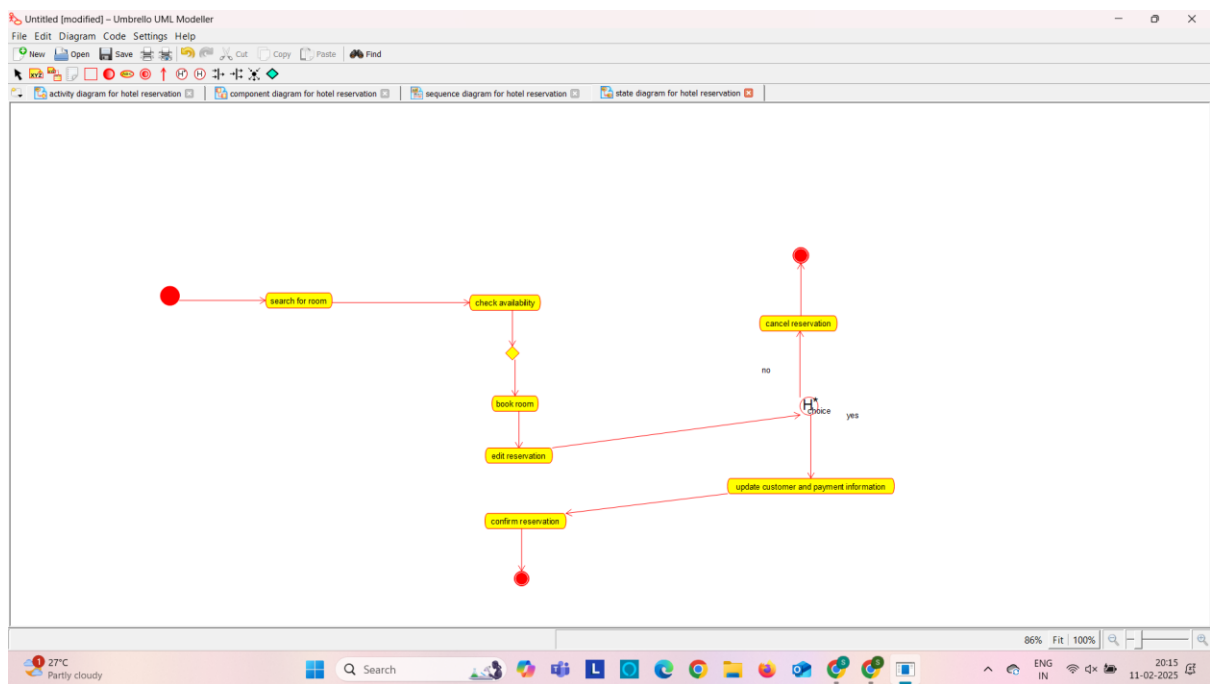 Untitled [modified] – Umbrello UML Modeller
File Edit Diagram Code Settings Help
New Open Save Cut Copy Paste Find
XYZ H* H
activity diagram for hotel reservation component diagram for hotel reservation sequence diagram for hotel reservation state diagram for hotel reservation
search for room
check availability
cancel reservation
no
book room
H*
choice
yes
edit reservation
update customer and payment information
confirm reservation
86% Fit 100%
1
27°C
Partly cloudy
Search
L
S
S
ENG
IN
20:15
11-02-2025